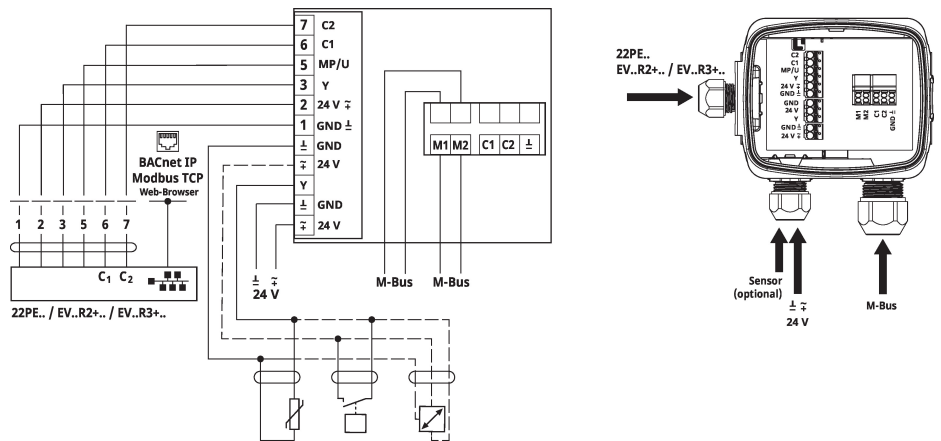 7 C2
6 C1
5 MP/U
3 Y
2 24 V
1 GND
GND
24 V
Y
GND
24 V
BACnet IP
Modbus TCP
Web-Browser
1 2 3 5 6 7
C1 C2
22PE.. / EV..R2+.. / EV..R3+..
24 V
M1 M2 C1 C2
M-Bus M-Bus
22PE..
EV..R2+.. / EV..R3+..
C2
C1
MP/U
Y
24 V
GND
GND
24 V
Y
GND
24 V
M1 M2 C1 C2 GND
Sensor
(optional)
24 V
M-Bus